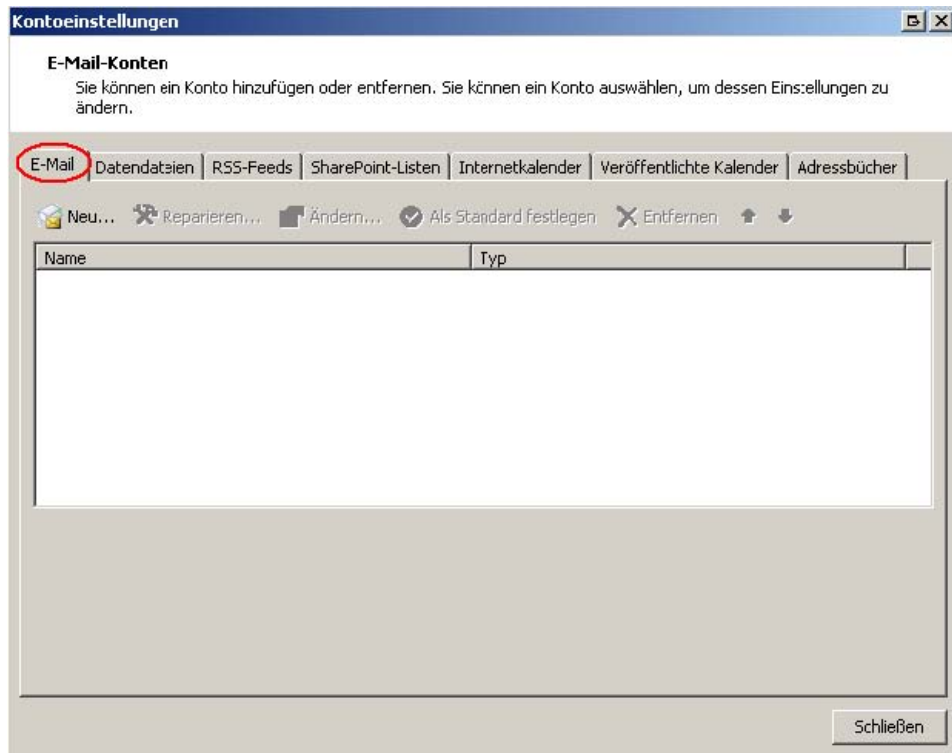 Kontoeinstellungen
E-Mail-Konten
Sie können ein Konto hinzufügen oder entfernen. Sie können ein Konto auswählen, um dessen Einstellungen zu
ändern.
E-Mail Datendateien RSS-Feeds SharePoint-Listen Internetkalender Veröffentlichte Kalender Adressbücher
Neu... Reparieren... Ändern... Als Standard festlegen Entfernen
Name Typ
Schließen